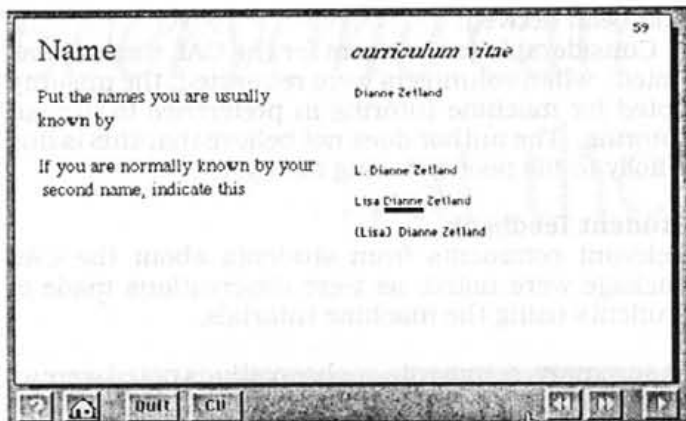 59
Name
curriculum vitae
Put the names you are usually
known by
Dianne Zetland
If you are normally known by your
second name, indicate this
L. Dianne Zetland
Lisa Dianne Zetland
(Lisa) Dianne Zetland
Quit
CV